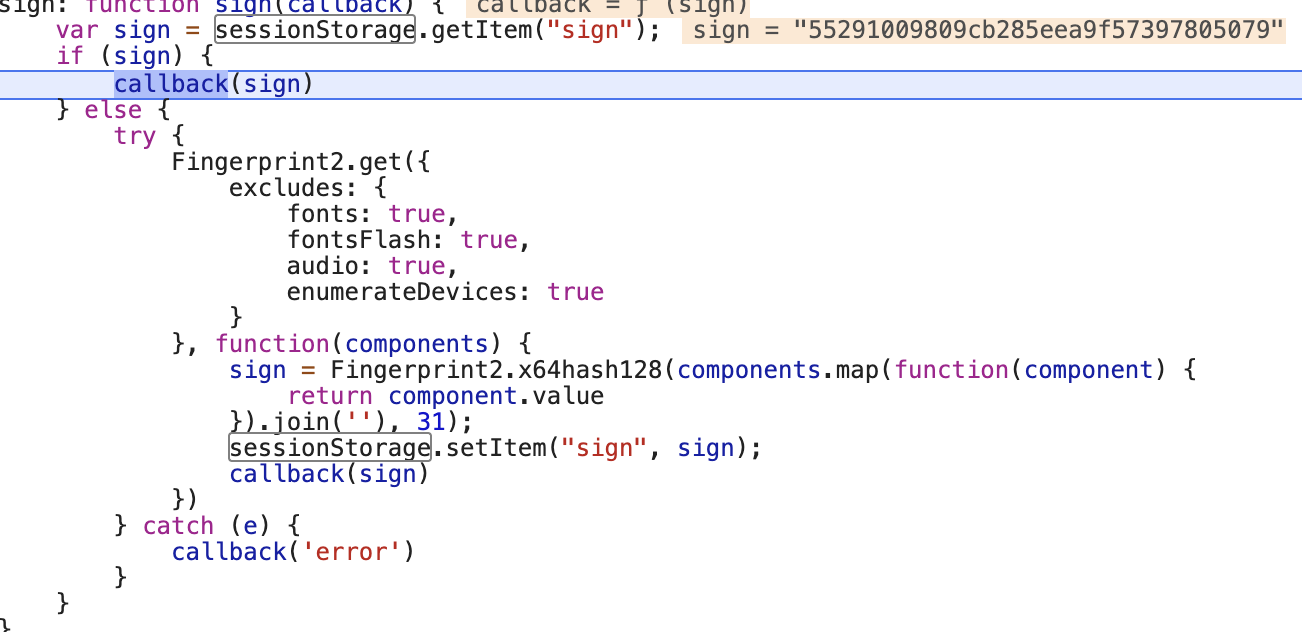 sign: function sign(callback) { callback = ƒ (sign)
var sign = sessionStorage.getItem("sign"); sign = "55291009809cb285eea9f57397805079"
if (sign) {
callback(sign)
} else {
try {
Fingerprint2.get({
excludes: {
fonts: true,
fontsFlash: true,
audio: true,
enumerateDevices: true
}
}, function(components) {
sign = Fingerprint2.x64hash128(components.map(function(component) {
return component.value
}).join(''), 31);
sessionStorage.setItem("sign", sign);
callback(sign)
})
} catch (e) {
callback('error')
}
}
}